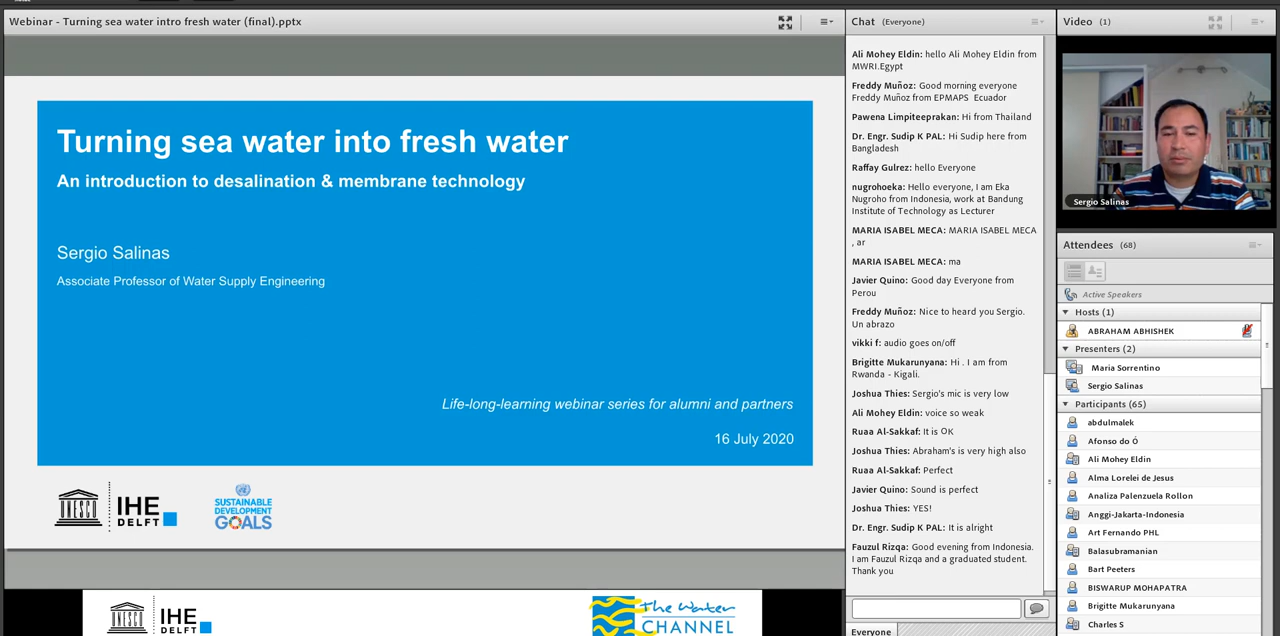 Webinar - Turning sea water intro fresh water (final).pptx
Turning sea water into fresh water
An introduction to desalination & membrane technology
Sergio Salinas
Associate Professor of Water Supply Engineering
Life-long-learning webinar series for alumni and partners
16 July 2020
UNESCO
IHE
DELFT
SUSTAINABLE
DEVELOPMENT
GOALS
UNESCO
IHE
DELFT
The Water
CHANNEL
Chat (Everyone)
Ali Mohey Eldin: hello Ali Mohey Eldin from
MWRI.Egypt
Freddy Muñoz: Good morning everyone
Freddy Muñoz from EPMAPS Ecuador
Pawena Limpiteeprakan: Hi from Thailand
Dr. Engr. Sudip K PAL: Hi Sudip here from
Bangladesh
Raffay Gulrez: hello Everyone
nugrohoeka: Hello everyone, I am Eka
Nugroho from Indonesia, work at Bandung
Institute of Technology as Lecturer
MARIA ISABEL MECA: MARIA ISABEL MECA
, ar
MARIA ISABEL MECA: ma
Javier Quino: Good day Everyone from
Perou
Freddy Muñoz: Nice to heard you Sergio.
Un abrazo
vikki f: audio goes on/off
Brigitte Mukarunyana: Hi . I am from
Rwanda - Kigali.
Joshua Thies: Sergio's mic is very low
Ali Mohey Eldin: voice so weak
Ruaa Al-Sakkaf: It is OK
Joshua Thies: Abraham's is very high also
Ruaa Al-Sakkaf: Perfect
Javier Quino: Sound is perfect
Joshua Thies: YES!
Dr. Engr. Sudip K PAL: It is alright
Fauzul Rizqa: Good evening from Indonesia.
I am Fauzul Rizqa and a graduated student.
Thank you
Everyone
Video (1)
Sergio Salinas
Attendees (68)
Active Speakers
Hosts (1)
ABRAHAM ABHISHEK
Presenters (2)
Maria Sorrentino
Sergio Salinas
Participants (65)
abdulmalek
Afonso do Ó
Ali Mohey Eldin
Alma Lorelei de Jesus
Analiza Palenzuela Rollon
Anggi-Jakarta-Indonesia
Art Fernando PHL
Balasubramanian
Bart Peeters
BISWARUP MOHAPATRA
Brigitte Mukarunyana
Charles S